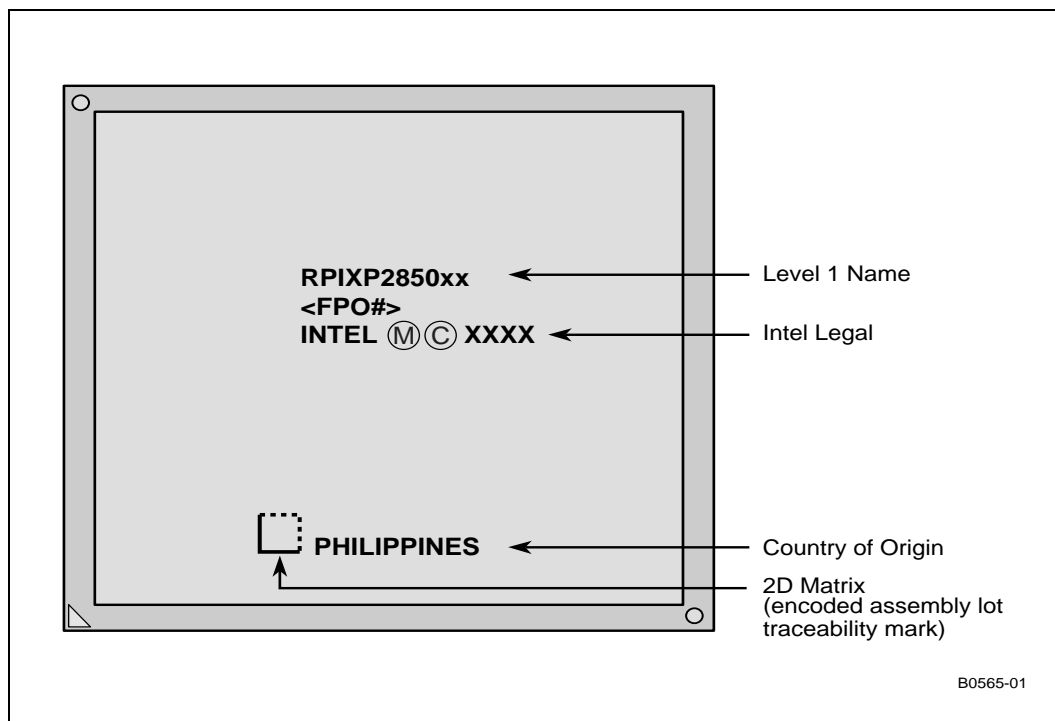 RPIXP2850xx
Level 1 Name
<FPO#>
INTEL Ⓜ Ⓒ XXXX
Intel Legal
PHILIPPINES
Country of Origin
2D Matrix
(encoded assembly lot
traceability mark)
B0565-01